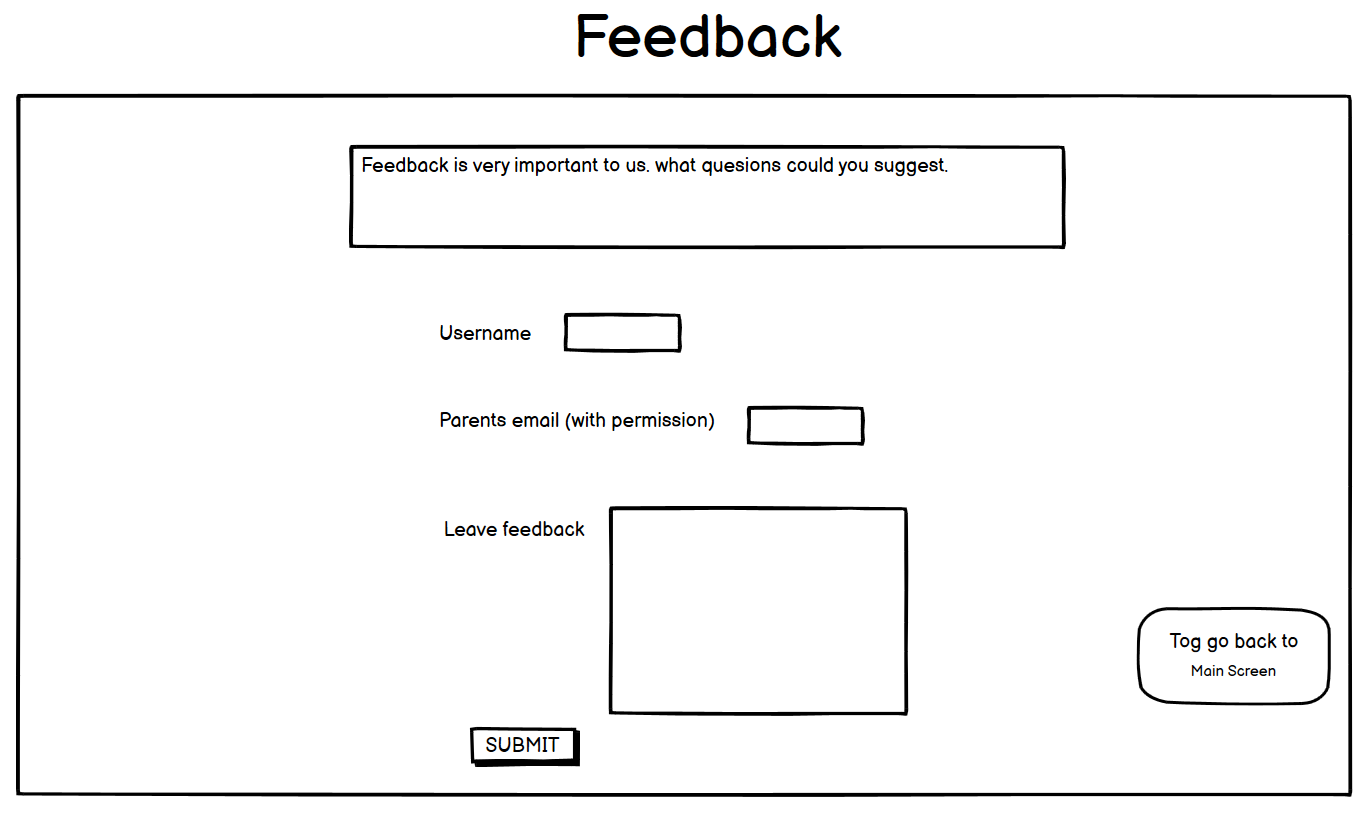 Feedback
Feedback is very important to us. what quesions could you suggest.
Username
Parents email (with permission)
Leave feedback
Tog go back to
Main Screen
SUBMIT